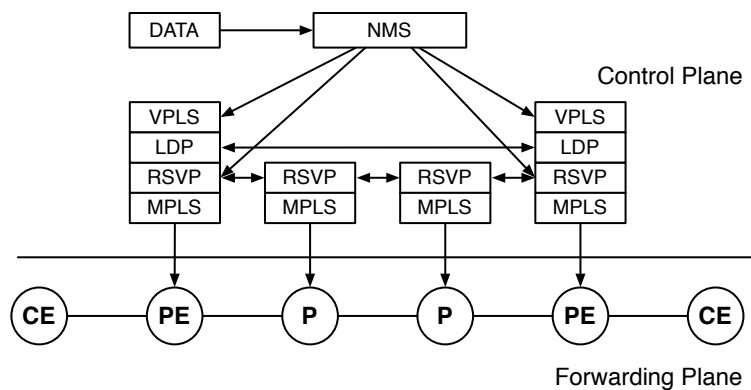 DATA
NMS
Control Plane
VPLS
LDP
RSVP
MPLS
RSVP
MPLS
RSVP
MPLS
VPLS
LDP
RSVP
MPLS
CE
PE
P
P
PE
CE
Forwarding Plane